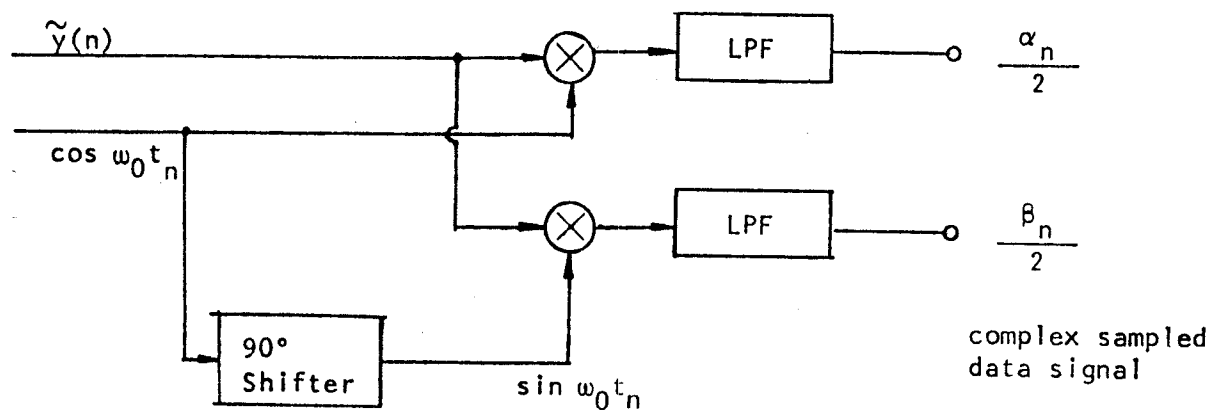 ỹ(n)
LPF
α_n
2
cos ω₀t_n
LPF
β_n
2
90°
Shifter
sin ω₀t_n
complex sampled
data signal